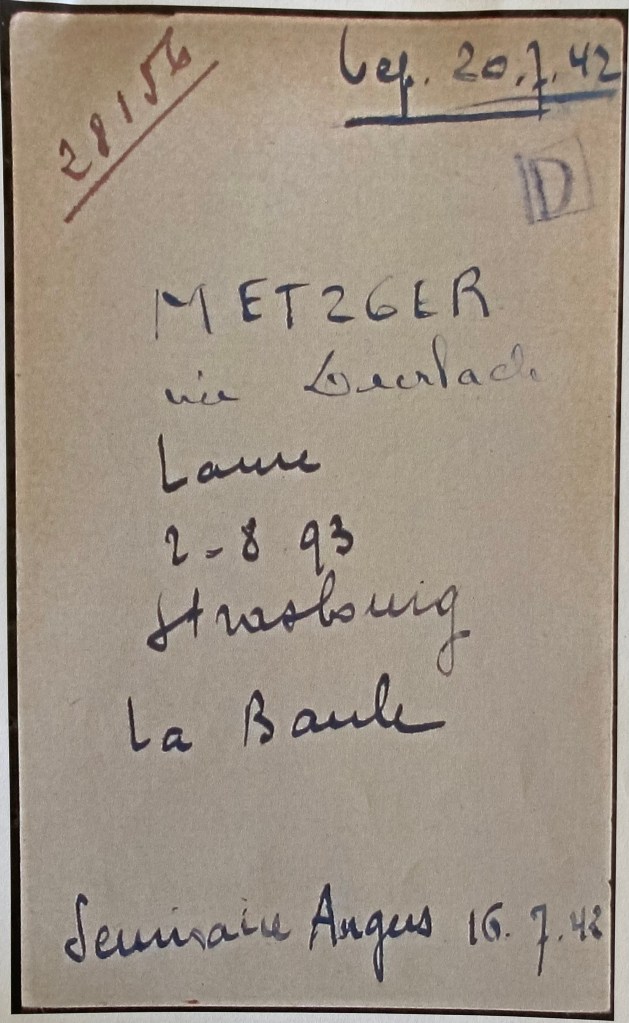 28156
Dep. 20.7.42
D
METZGER
née
Laure
2-8 93
Strasbourg
La Baule
Seminaire Angers 16.7.42